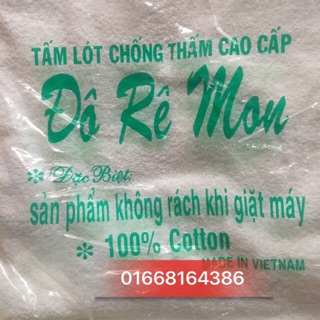 TẤM LÓT CHỐNG THẤM CAO CẤP
Đô Rê Mon
* Đặc Biệt:
sản phẩm không rách khi giặt máy
* 100% Cotton
MADE IN VIETNAM
01668164386